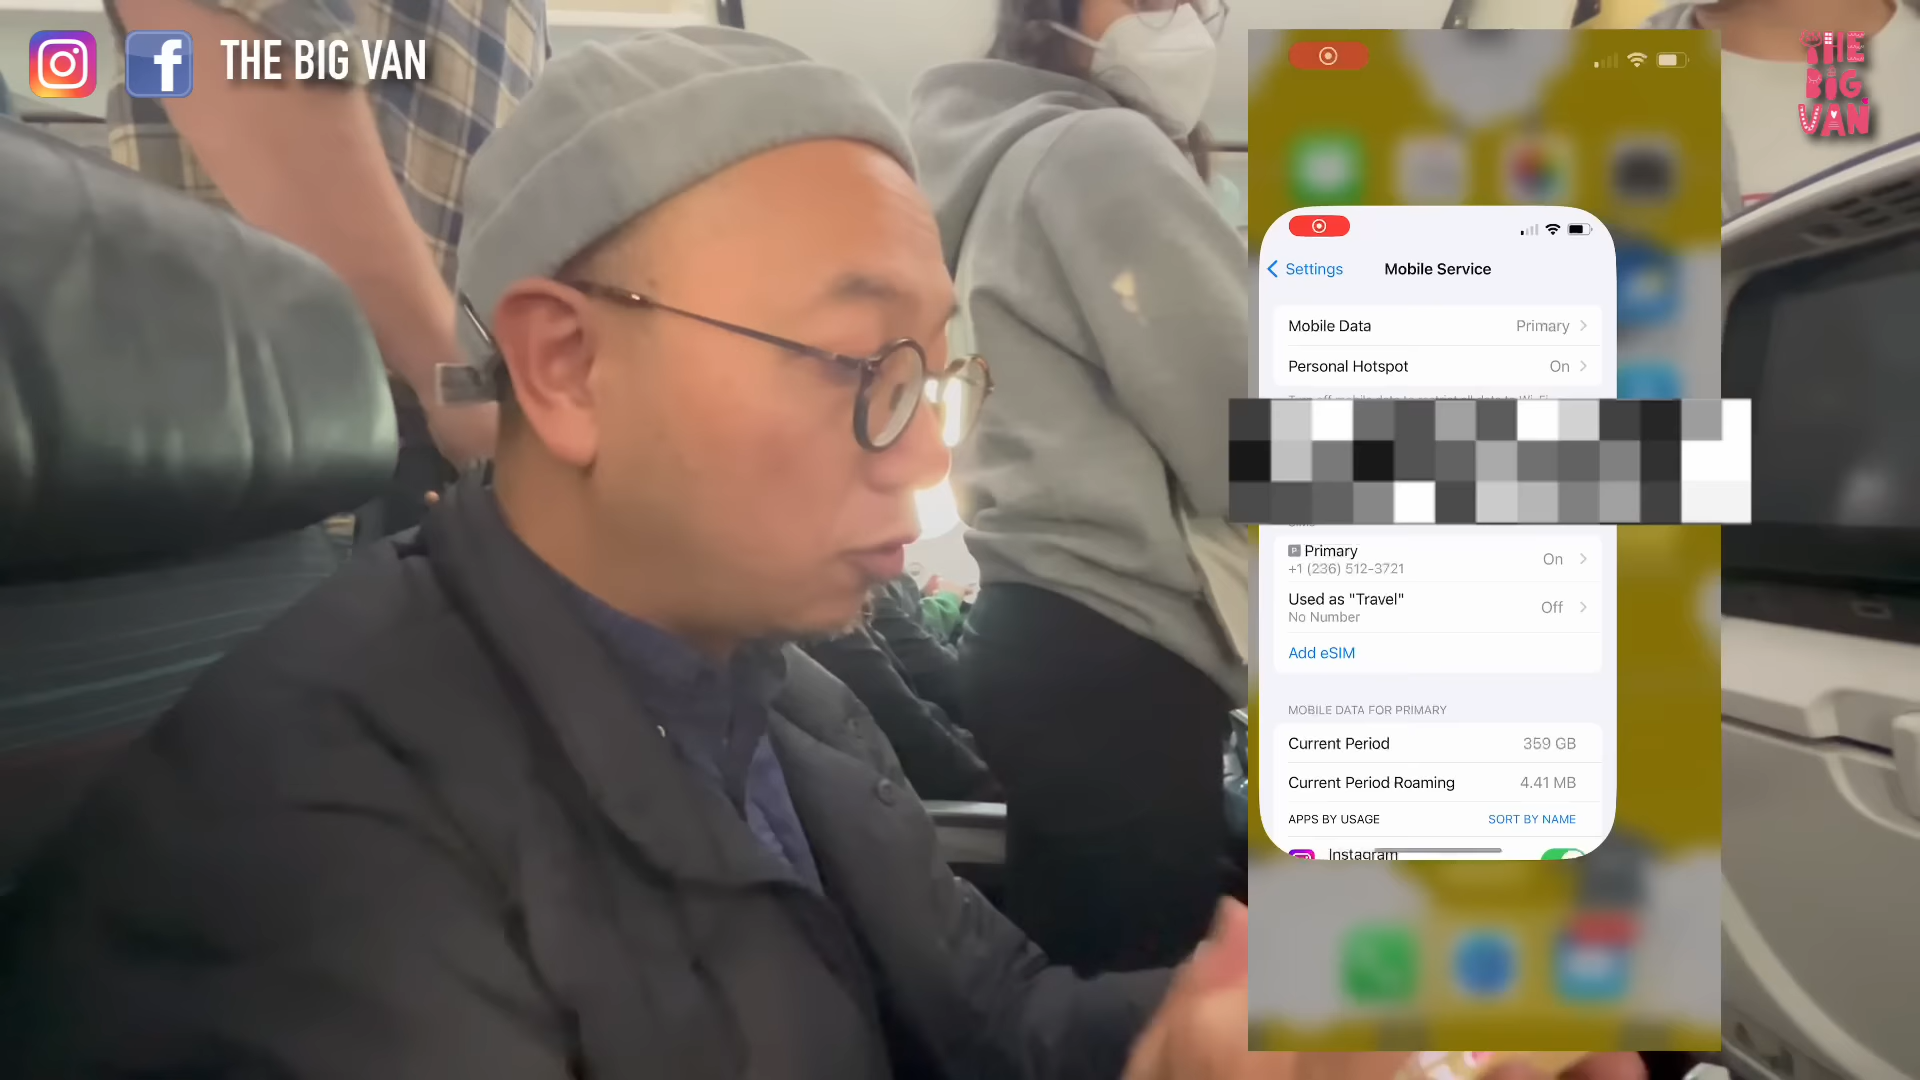 THE BIG VAN
THE
BIG
VAN
Settings
Mobile Service
Mobile Data
Primary
Personal Hotspot
On
P Primary
On
+1 (236) 512-3721
Used as "Travel"
Off
No Number
Add eSIM
MOBILE DATA FOR PRIMARY
Current Period
359 GB
Current Period Roaming
4.41 MB
APPS BY USAGE
SORT BY NAME
Instagram